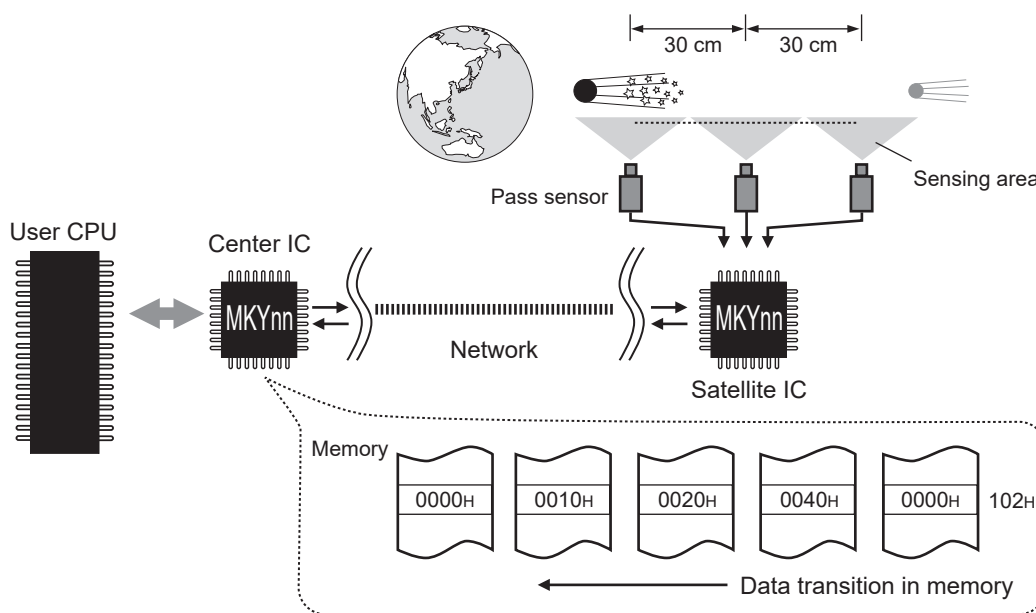 30 cm
30 cm
Pass sensor
Sensing area
User CPU
Center IC
MKYnn
MKYnn
Network
Satellite IC
Memory
0000H
0010H
0020H
0040H
0000H
102H
Data transition in memory